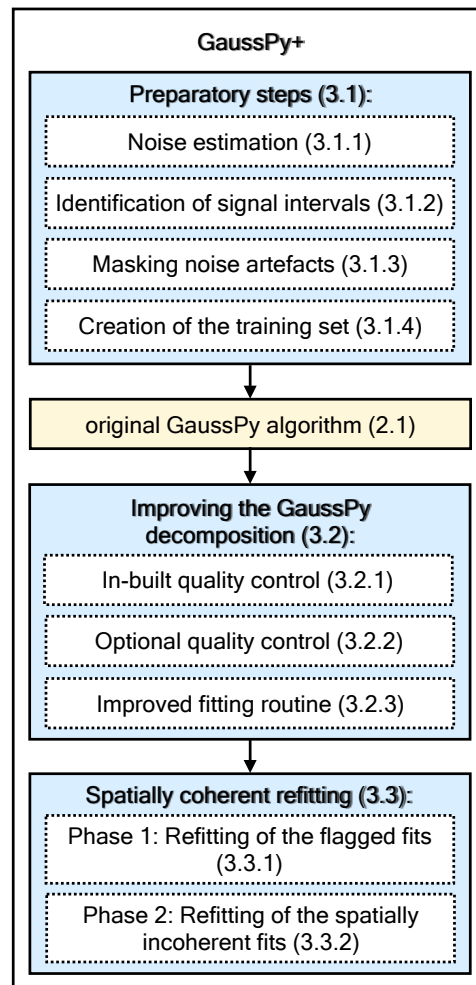 GaussPy+
Preparatory steps (3.1):
Noise estimation (3.1.1)
Identification of signal intervals (3.1.2)
Masking noise artefacts (3.1.3)
Creation of the training set (3.1.4)
original GaussPy algorithm (2.1)
Improving the GaussPy
decomposition (3.2):
In-built quality control (3.2.1)
Optional quality control (3.2.2)
Improved fitting routine (3.2.3)
Spatially coherent refitting (3.3):
Phase 1: Refitting of the flagged fits
(3.3.1)
Phase 2: Refitting of the spatially
incoherent fits (3.3.2)